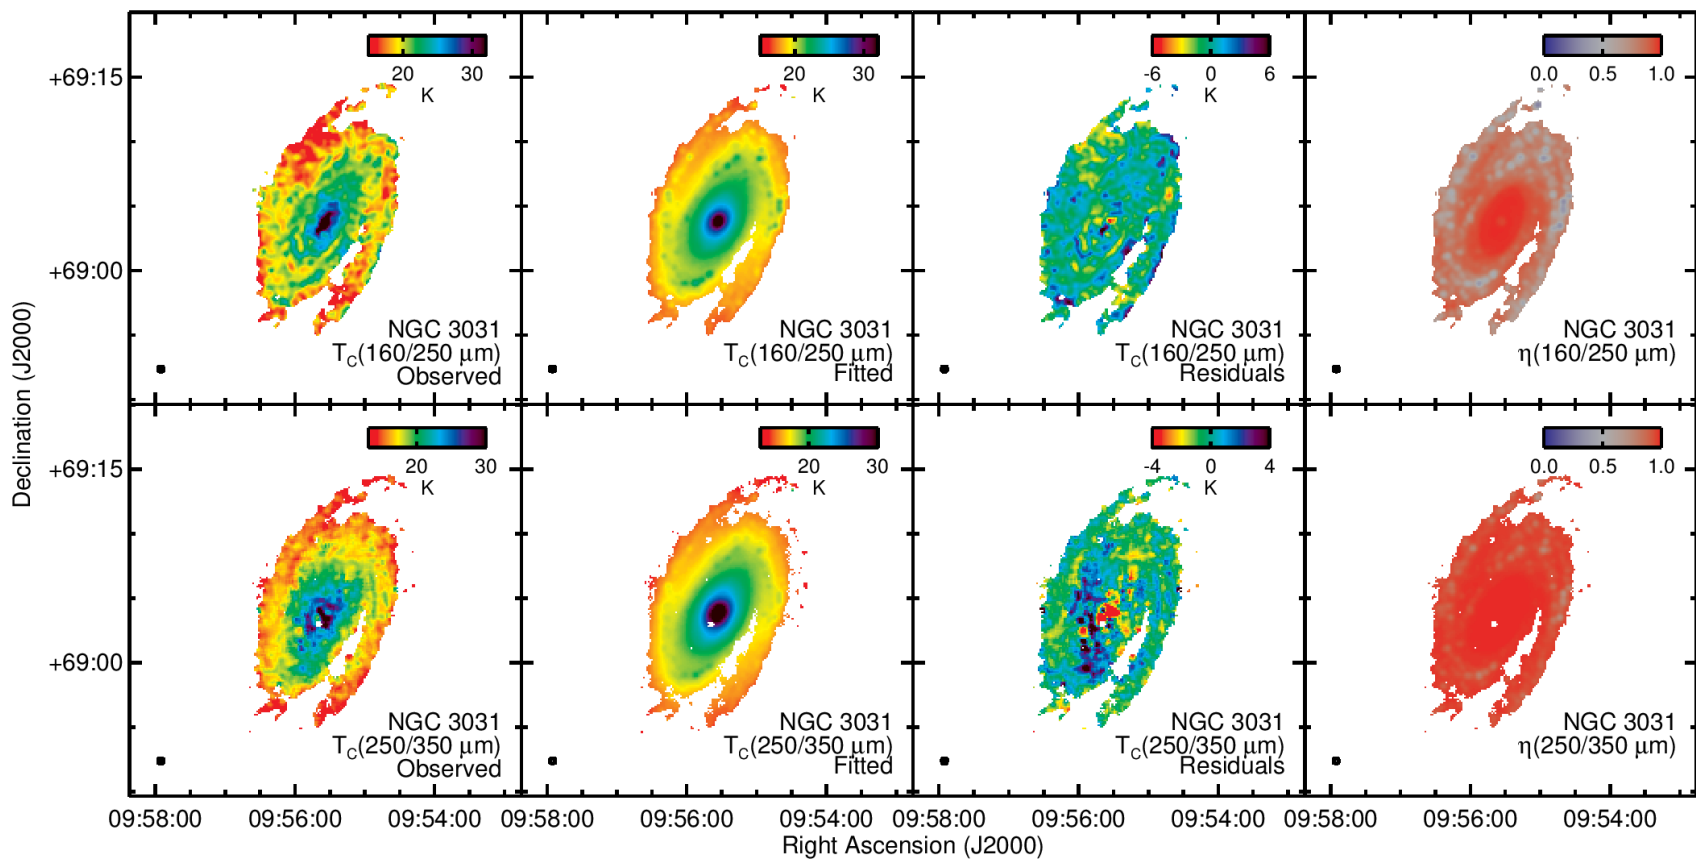 20 30
K
20 30
K
-6 0 6
K
0.0 0.5 1.0
+69:15
+69:00
NGC 3031
T_C(160/250 μm)
Observed
NGC 3031
T_C(160/250 μm)
Fitted
NGC 3031
T_C(160/250 μm)
Residuals
NGC 3031
η(160/250 μm)
Declination (J2000)
20 30
K
20 30
K
-4 0 4
K
0.0 0.5 1.0
+69:15
+69:00
NGC 3031
T_C(250/350 μm)
Observed
NGC 3031
T_C(250/350 μm)
Fitted
NGC 3031
T_C(250/350 μm)
Residuals
NGC 3031
η(250/350 μm)
09:58:00 09:56:00 09:54:00 09:58:00 09:56:00 09:54:00 09:58:00 09:56:00 09:54:00 09:58:00 09:56:00 09:54:00
Right Ascension (J2000)